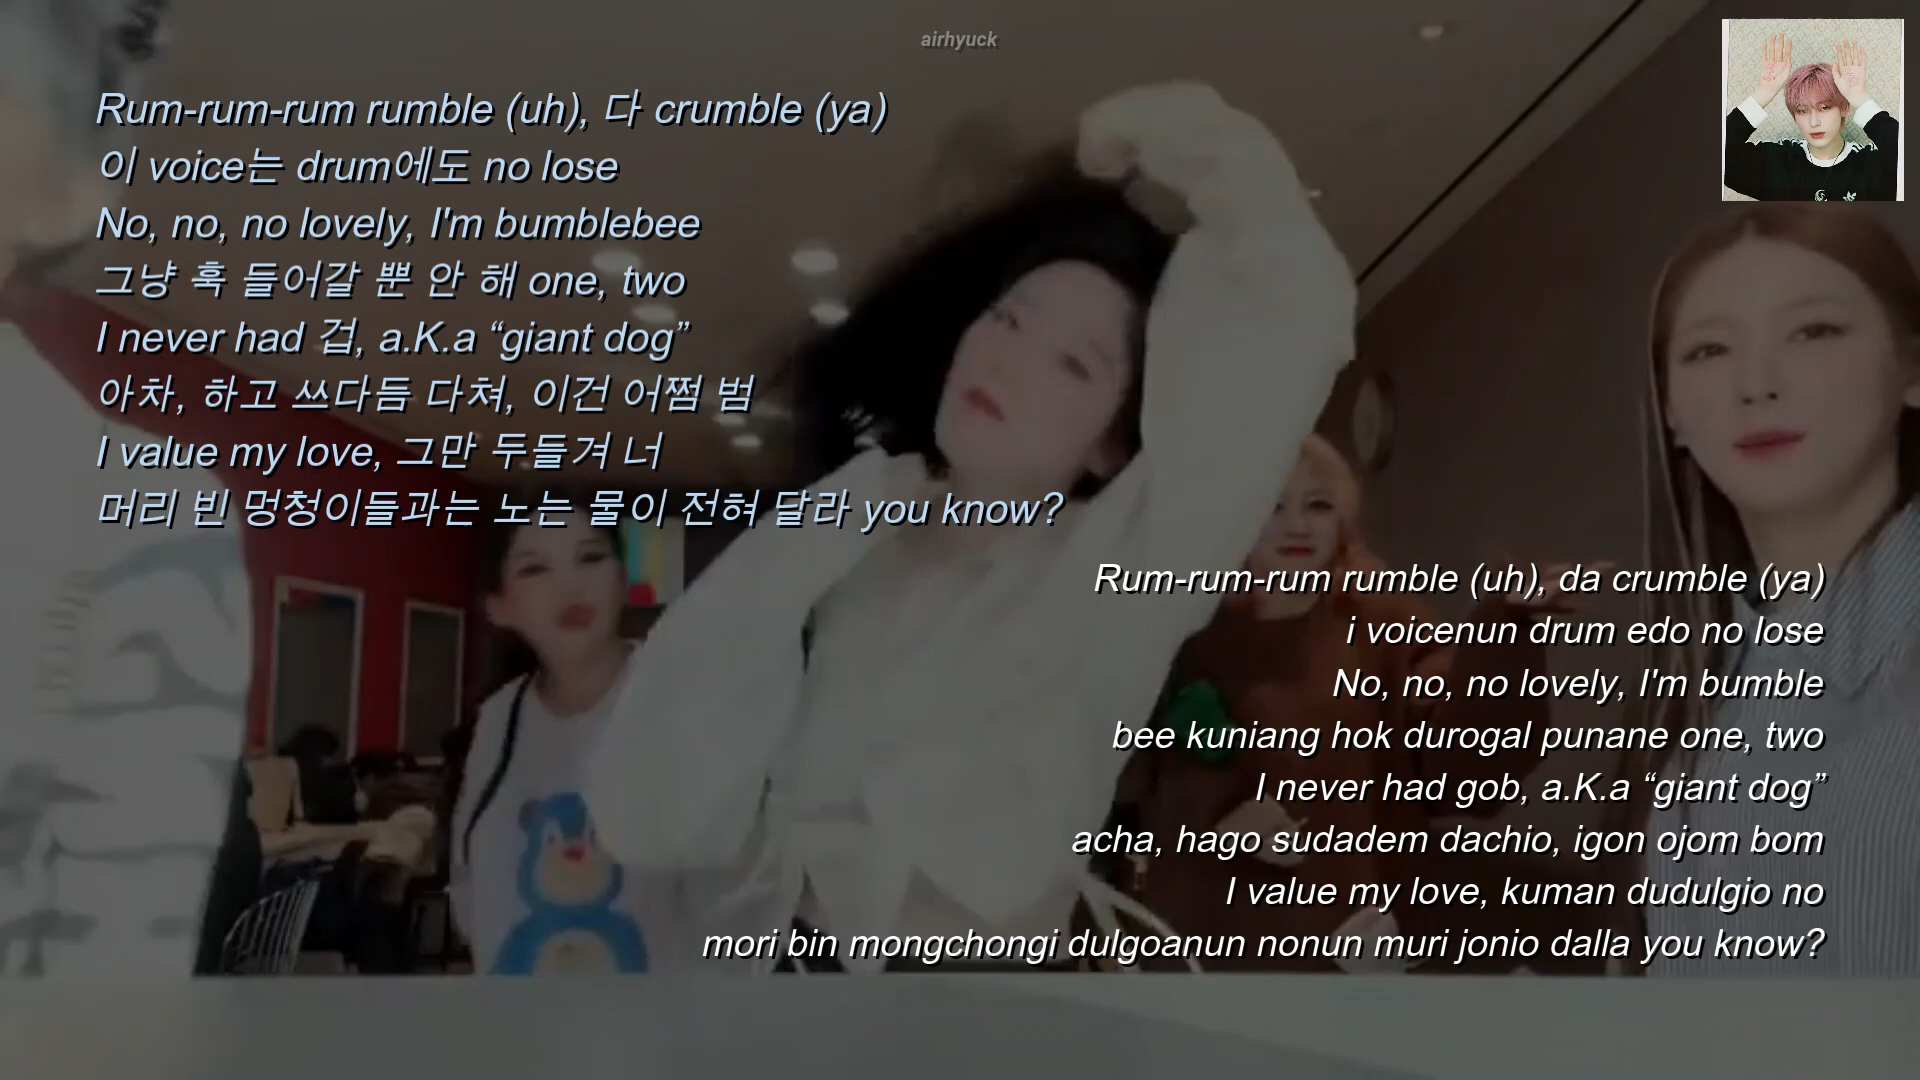 airhyuck
Rum-rum-rum rumble (uh), 다 crumble (ya)
이 voice는 drum에도 no lose
No, no, no lovely, I'm bumblebee
그냥 훅 들어갈 뿐 안 해 one, two
I never had 겁, a.K.a “giant dog”
아차, 하고 쓰다듬 다쳐, 이건 어쩜 범
I value my love, 그만 두들겨 너
머리 빈 멍청이들과는 노는 물이 전혀 달라 you know?
Rum-rum-rum rumble (uh), da crumble (ya)
i voicenun drum edo no lose
No, no, no lovely, I'm bumble
bee kuniang hok durogal punane one, two
I never had gob, a.K.a “giant dog”
acha, hago sudadem dachio, igon ojom bom
I value my love, kuman dudulgio no
mori bin mongchongi dulgoanun nonun muri jonio dalla you know?